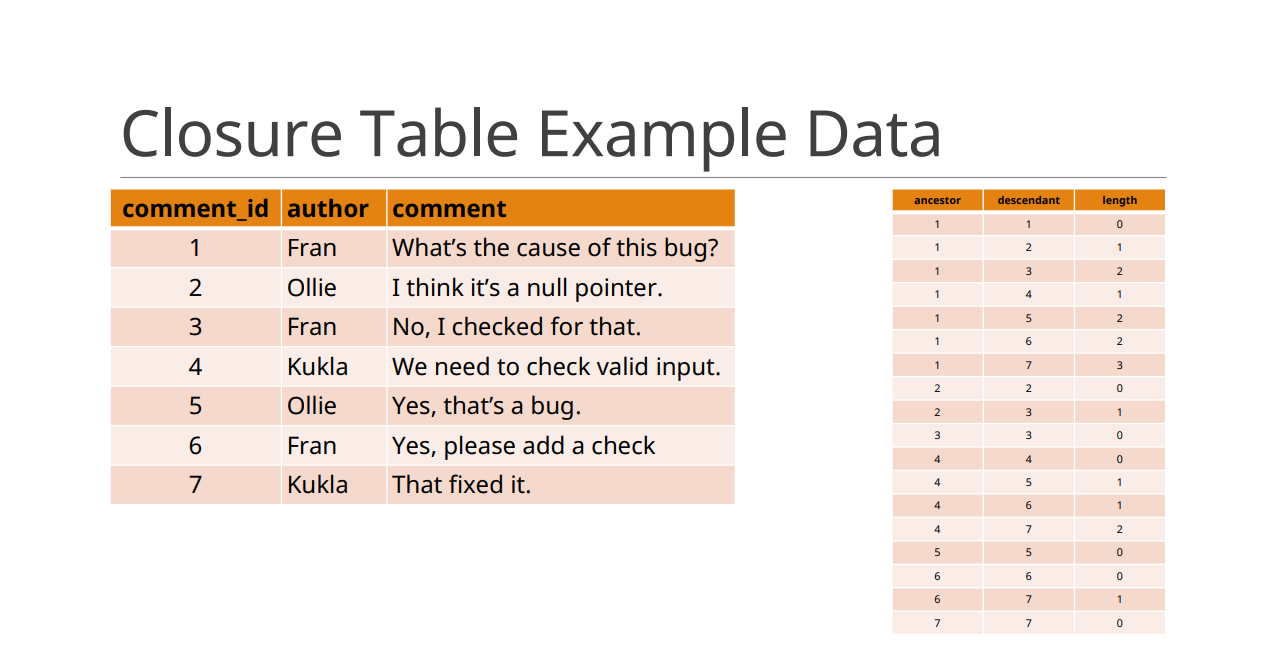 Closure Table Example Data
comment_id author comment
1 Fran What’s the cause of this bug?
2 Ollie I think it’s a null pointer.
3 Fran No, I checked for that.
4 Kukla We need to check valid input.
5 Ollie Yes, that’s a bug.
6 Fran Yes, please add a check
7 Kukla That fixed it.
ancestor descendant length
1 1 0
1 2 1
1 3 2
1 4 1
1 5 2
1 6 2
1 7 3
2 2 0
2 3 1
3 3 0
4 4 0
4 5 1
4 6 1
4 7 2
5 5 0
6 6 0
6 7 1
7 7 0